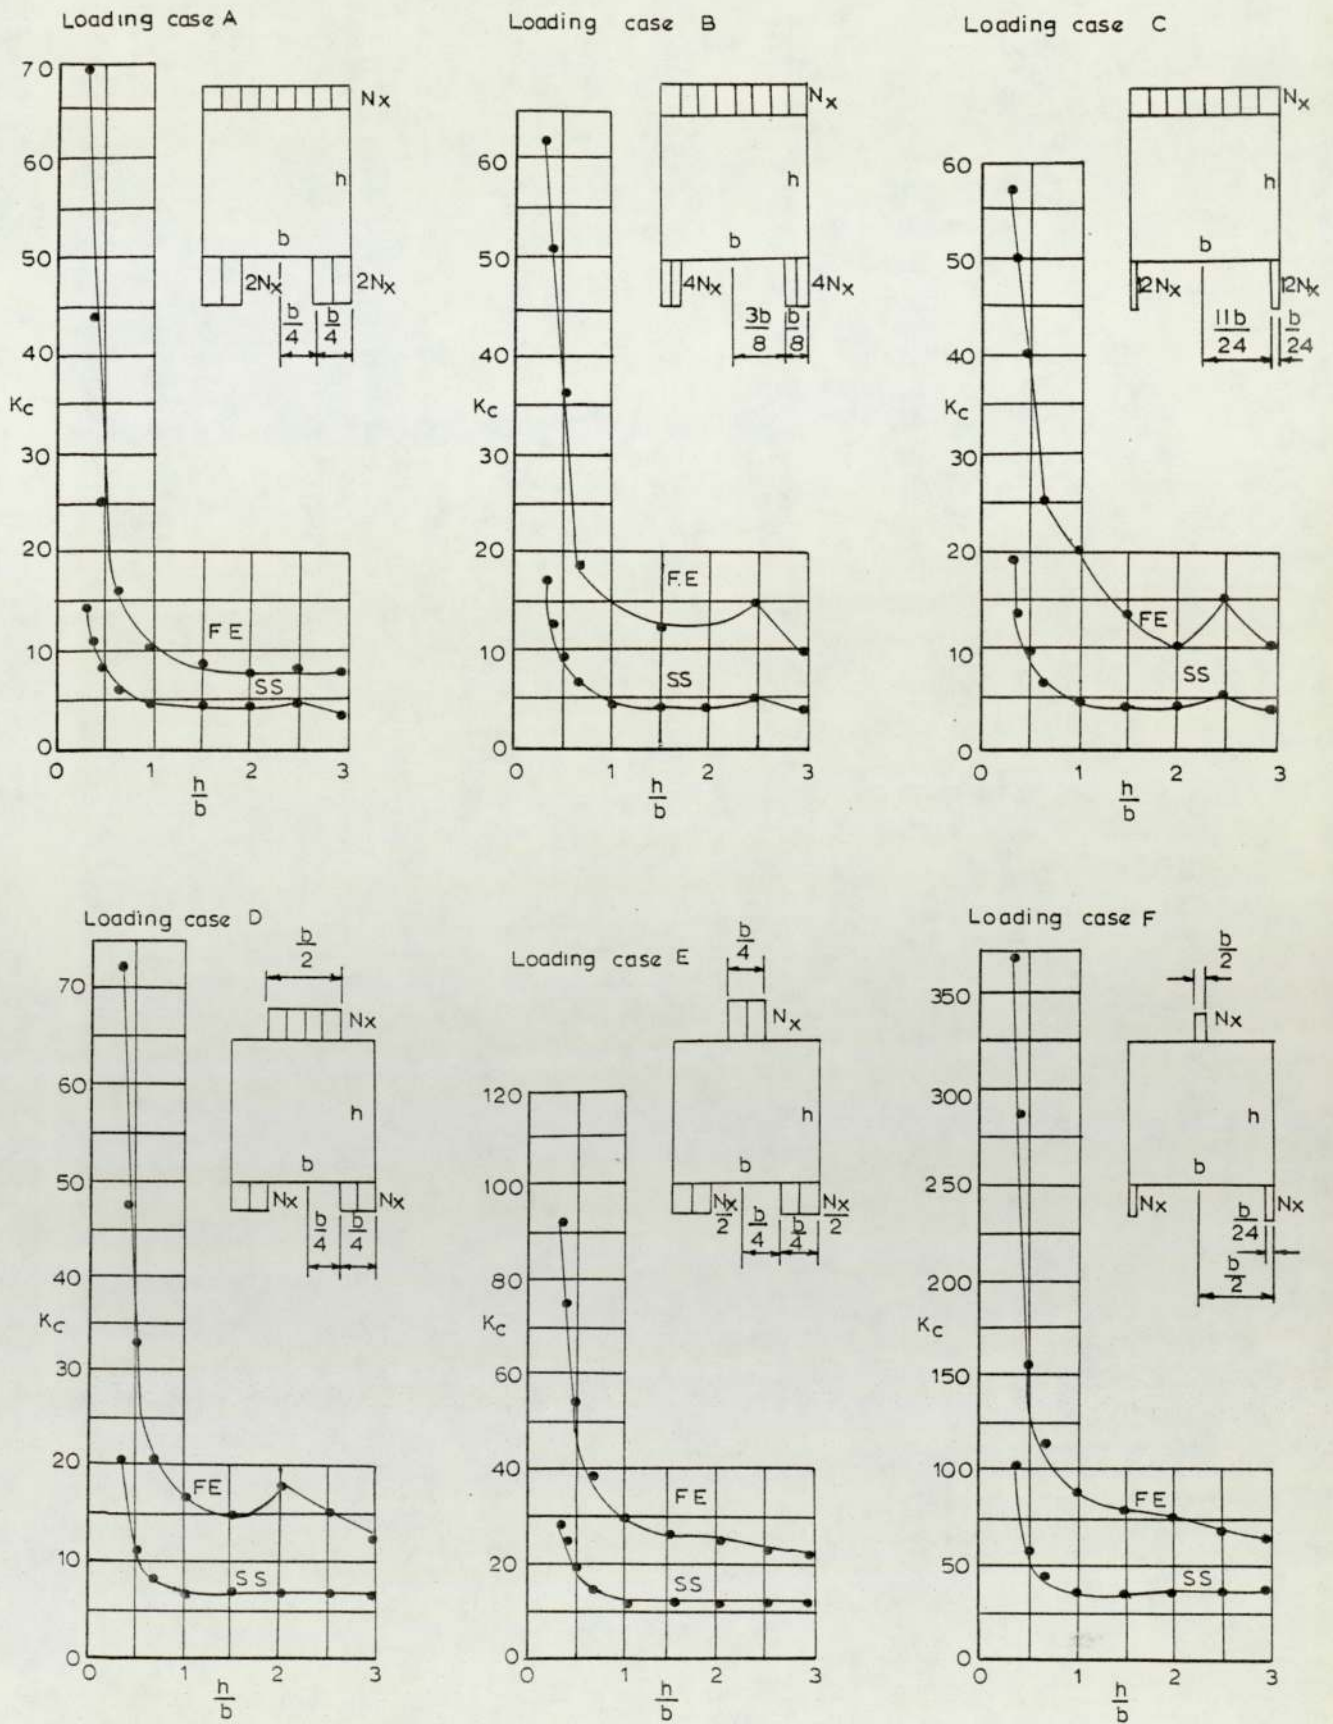 Loading case A
70
60
50
40
Kc
30
20
10
0
0 1 2 3
h/b
Nx
h
b
2Nx 2Nx
b/4 b/4
FE
SS
Loading case B
60
50
40
Kc
30
20
10
0
0 1 2 3
h/b
Nx
h
b
4Nx 4Nx
3b/8 b/8
F.E
SS
Loading case C
60
50
40
Kc
30
20
10
0
0 1 2 3
h/b
Nx
h
b
12Nx 12Nx
11b/24 b/24
FE
SS
Loading case D
70
60
50
40
Kc
30
20
10
0
0 1 2 3
h/b
b/2
Nx
h
b
Nx Nx
b/4 b/4
FE
SS
Loading case E
120
100
80
Kc
60
40
20
0
0 1 2 3
h/b
b/4
Nx
h
b
Nx/2 Nx/2
b/4 b/4
FE
SS
Loading case F
350
300
250
200
Kc
150
100
50
0
0 1 2 3
h/b
b/2
Nx
h
b
Nx Nx
b/24
b/2
FE
SS